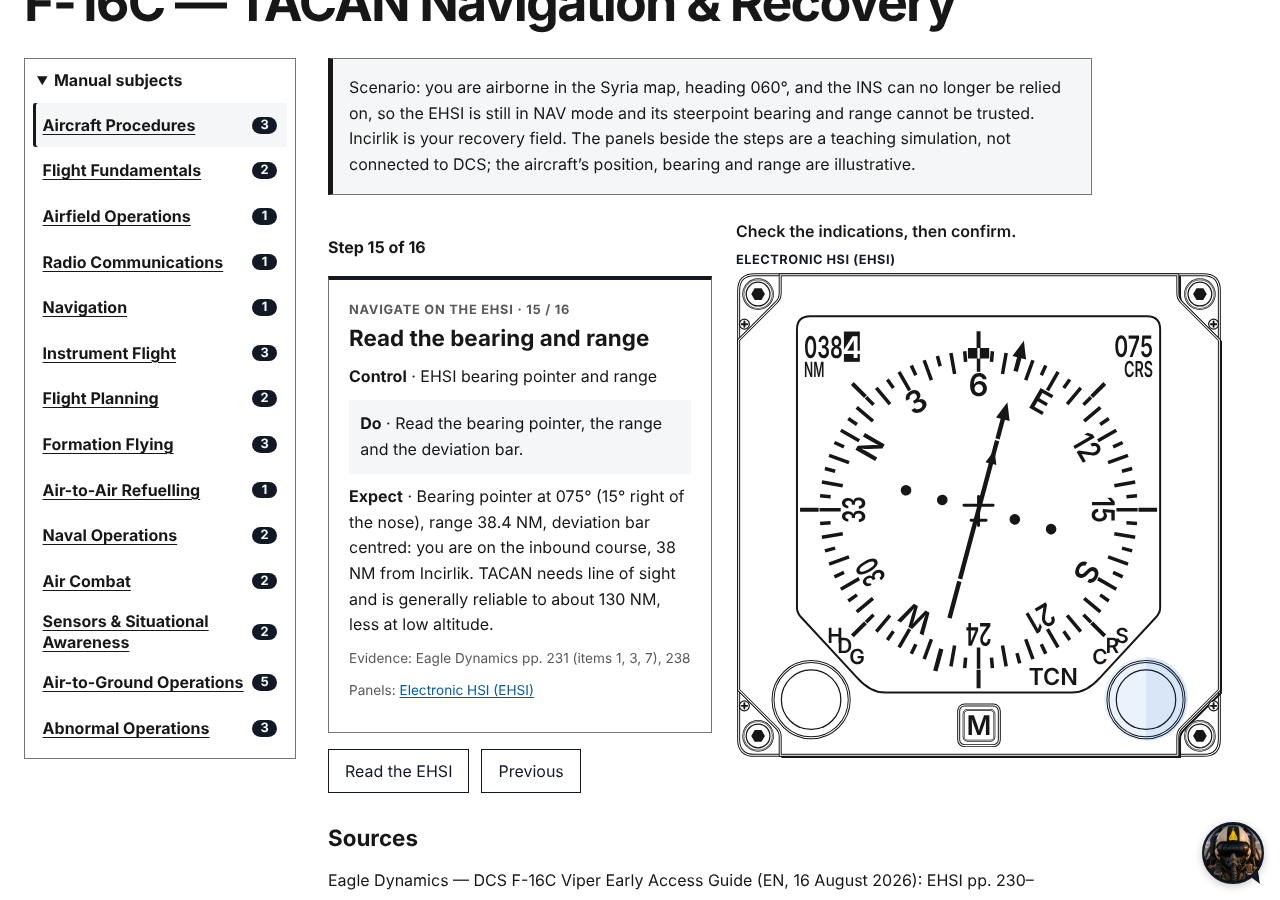 F-16C — TACAN Navigation & Recovery
▼ Manual subjects
Aircraft Procedures 3
Flight Fundamentals 2
Airfield Operations 1
Radio Communications 1
Navigation 1
Instrument Flight 3
Flight Planning 2
Formation Flying 3
Air-to-Air Refuelling 1
Naval Operations 2
Air Combat 2
Sensors & Situational
Awareness 2
Air-to-Ground Operations 5
Abnormal Operations 3
Scenario: you are airborne in the Syria map, heading 060°, and the INS can no longer be relied
on, so the EHSI is still in NAV mode and its steerpoint bearing and range cannot be trusted.
Incirlik is your recovery field. The panels beside the steps are a teaching simulation, not
connected to DCS; the aircraft’s position, bearing and range are illustrative.
Step 15 of 16
NAVIGATE ON THE EHSI · 15 / 16
Read the bearing and range
Control · EHSI bearing pointer and range
Do · Read the bearing pointer, the range
and the deviation bar.
Expect · Bearing pointer at 075° (15° right of
the nose), range 38.4 NM, deviation bar
centred: you are on the inbound course, 38
NM from Incirlik. TACAN needs line of sight
and is generally reliable to about 130 NM,
less at low altitude.
Evidence: Eagle Dynamics pp. 231 (items 1, 3, 7), 238
Panels: Electronic HSI (EHSI)
Read the EHSI
Previous
Check the indications, then confirm.
ELECTRONIC HSI (EHSI)
0384
NM
075
CRS
6
3
E
N
12
33
15
30
S
W
21
24
HDG
CRS
TCN
M
Sources
Eagle Dynamics — DCS F-16C Viper Early Access Guide (EN, 16 August 2026): EHSI pp. 230–